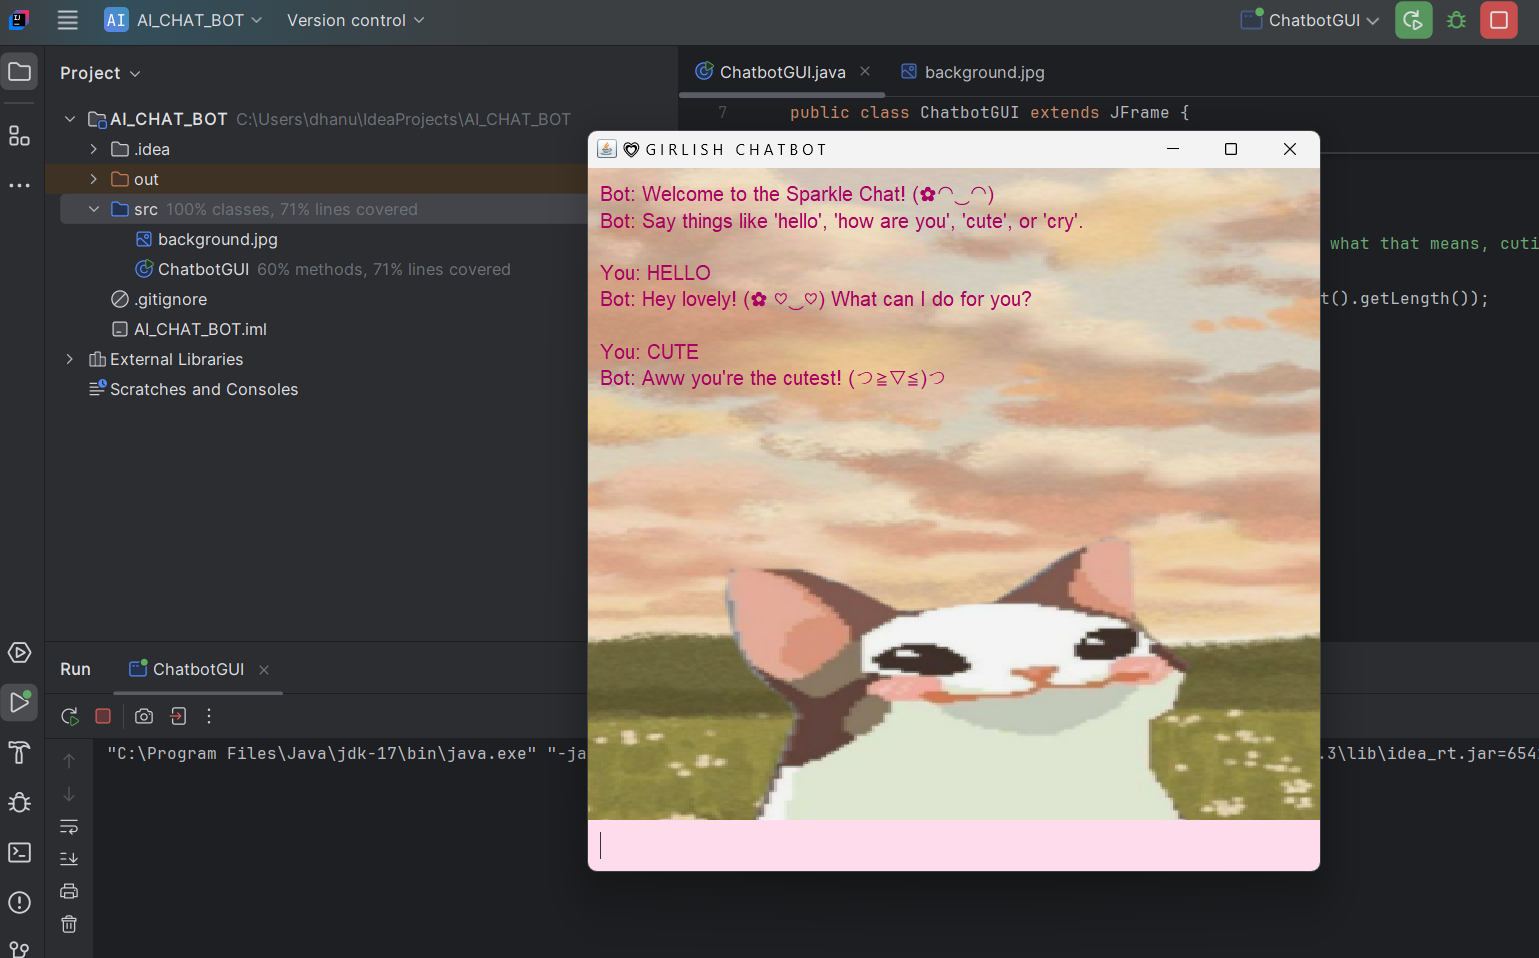 AI AI_CHAT_BOT Version control ChatbotGUI
Project
ChatbotGUI.java background.jpg
AI_CHAT_BOT C:\Users\dhanu\IdeaProjects\AI_CHAT_BOT
7 public class ChatbotGUI extends JFrame {
.idea
out
src 100% classes, 71% lines covered
background.jpg
ChatbotGUI 60% methods, 71% lines covered
.gitignore
AI_CHAT_BOT.iml
External Libraries
Scratches and Consoles
GIRLISH CHATBOT
Bot: Welcome to the Sparkle Chat! (✿◠‿◠)
Bot: Say things like 'hello', 'how are you', 'cute', or 'cry'.
You: HELLO
Bot: Hey lovely! (✿ ♡‿♡) What can I do for you?
You: CUTE
Bot: Aww you're the cutest! (つ≧▽≦)つ
what that means, cuti
t().getLength());
Run ChatbotGUI
"C:\Program Files\Java\jdk-17\bin\java.exe" "-ja .3\lib\idea_rt.jar=654